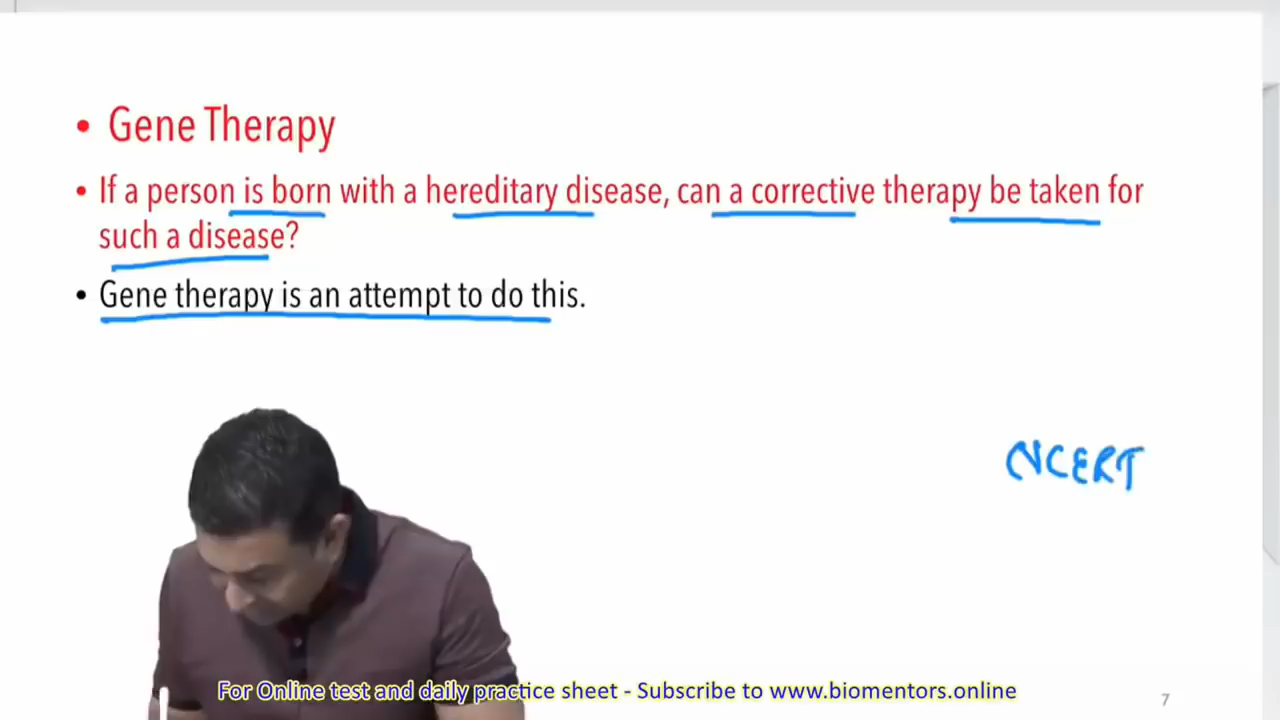 • Gene Therapy
• If a person is born with a hereditary disease, can a corrective therapy be taken for
such a disease?
• Gene therapy is an attempt to do this.
NCERT
For Online test and daily practice sheet - Subscribe to www.biomentors.online
7